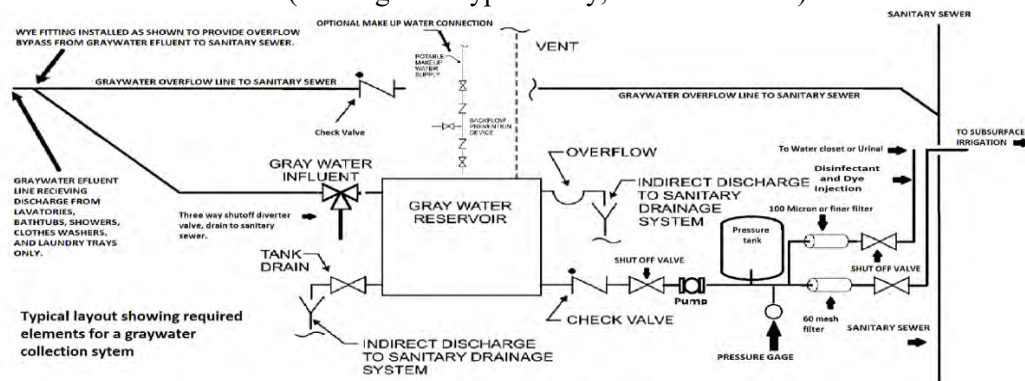 SANITARY SEWER
OPTIONAL MAKE UP WATER CONNECTION
WYE FITTING INSTALLED AS SHOWN TO PROVIDE OVERFLOW
BYPASS FROM GRAYWATER EFLUENT TO SANITARY SEWER.
VENT
POTABLE
MAKEUP
WATER
SUPPLY
GRAYWATER OVERFLOW LINE TO SANITARY SEWER
GRAYWATER OVERFLOW LINE TO SANITARY SEWER
Check Valve
BACKFLOW
PREVENTION
DEVICE
TO SUBSURFACE
IRRIGATION
To Water closet or Urinal
OVERFLOW
GRAY WATER
INFLUENT
Disinfectant
and Dye
Injection
GRAYWATER EFFLUENT
LINE RECIEVING
DISCHARGE FROM
LAVATORIES,
BATHTUBS, SHOWERS,
CLOTHES WASHERS,
AND LAUNDRY TRAYS
ONLY.
INDIRECT DISCHARGE
TO SANITARY
DRAINAGE
SYSTEM
GRAY WATER
RESERVOIR
100 Micron or finer filter
Three way shutoff diverter
valve, drain to sanitary
sewer.
Pressure
tank
TANK
DRAIN
SHUT OFF VALVE
SHUT OFF VALVE
Pump
CHECK VALVE
60 mesh
filter
Typical layout showing required
elements for a graywater
collection sytem
SANITARY SEWER
INDIRECT DISCHARGE
TO SANITARY DRAINAGE
SYSTEM
PRESSURE GAGE